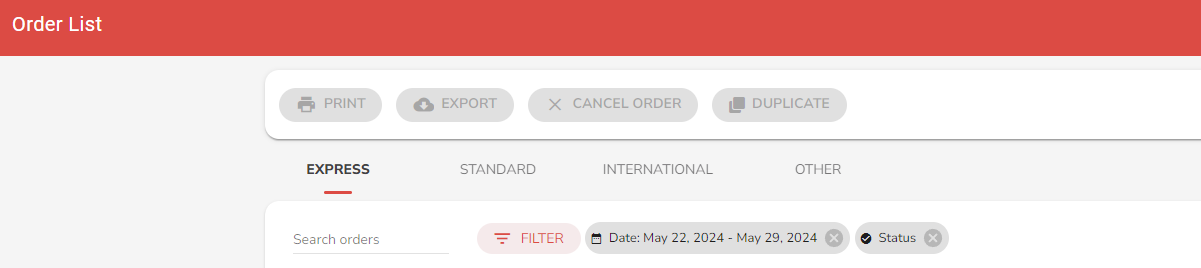 Order List
PRINT EXPORT CANCEL ORDER DUPLICATE
EXPRESS STANDARD INTERNATIONAL OTHER
Search orders FILTER Date: May 22, 2024 - May 29, 2024 Status